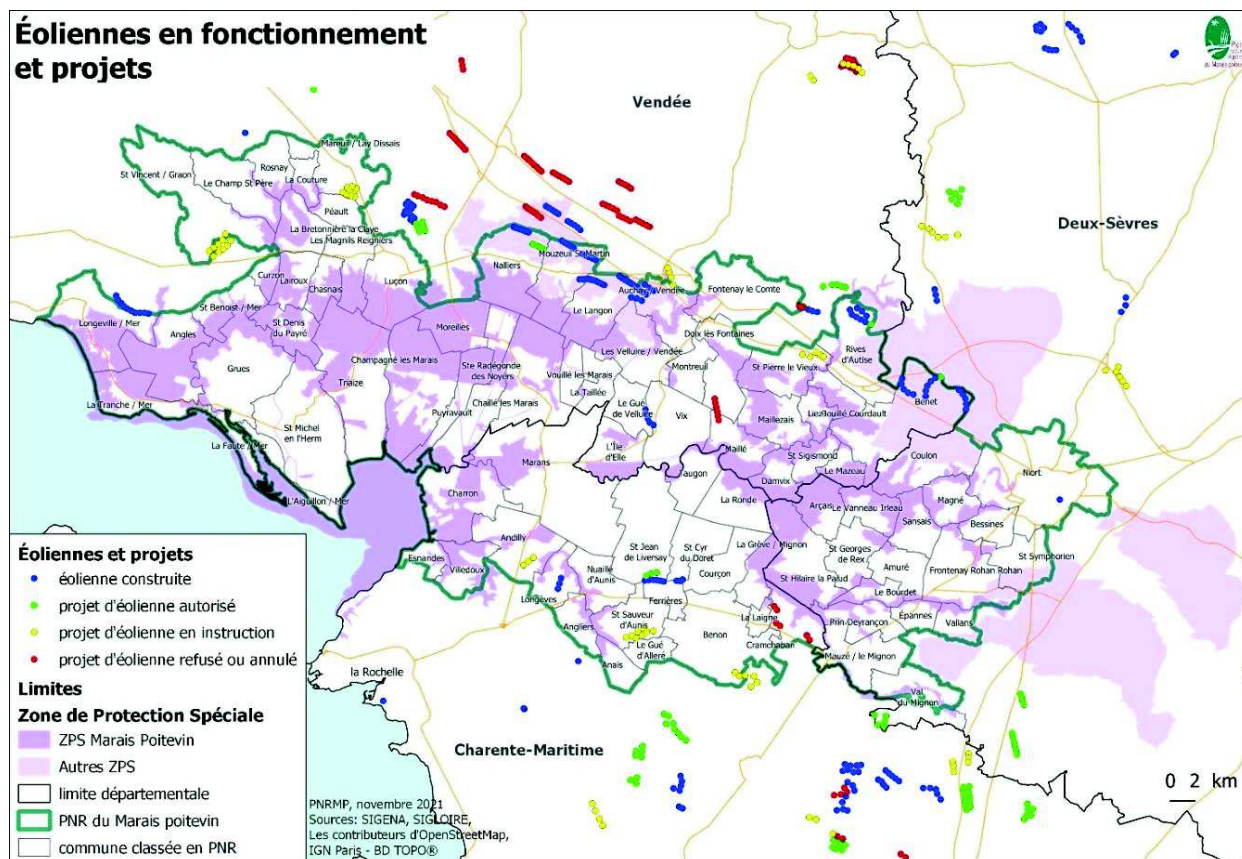 Éoliennes en fonctionnement
et projets
Vendée
Deux-Sèvres
Charente-Maritime
Mareuil / Lay Dissais
St Vincent / Graon
Rosnay
Le Champ St Père
La Couture
Péault
La Bretonnière la Claye
Les Magnils Reigniers
Curzon
Lairoux
Chasnais
Luçon
Nalliers
Mouzeuil St Martin
Auchay / Vendée
Fontenay le Comte
Longeville / Mer
St Benoist / Mer
Angles
St Denis
du Payré
Moreilles
Le Langon
Doix lès Fontaines
Rives
d'Autise
Les Velluire / Vendée
Grues
Champagné les Marais
Triaize
Ste Radégonde
des Noyers
Vouillé les Marais
Montreuil
St Pierre le Vieux
La Taillée
Benet
La Tranche / Mer
Puyravault
Chaillé les Marais
Le Gué
de Velluire
Vix
Maillezais
Liez
Bouillé Courdault
St Michel
en l'Herm
La Faute / Mer
L'Île
d'Elle
Maillé
St Sigismond
Le Mazeau
Coulon
Niort
Marans
Taugon
Damvix
L'Aiguillon / Mer
Charron
La Ronde
Arçais
Le Vanneau Irleau
Magné
Sansais
Bessines
Andilly
St Jean
de Liversay
St Cyr
du Doret
La Grève / Mignon
St Georges
de Rex
Amuré
St Symphorien
Frontenay Rohan Rohan
Esnandes
Villedoux
Nuaillé
d'Aunis
Courçon
St Hilaire la Palud
Le Bourdet
Longèves
Ferrières
Angliers
St Sauveur
d'Aunis
La Laigne
Prin-Deyrançon
Épannes
Vallans
Benon
Cramchaban
Le Gué
d'Alleré
Anais
Mauzé / le Mignon
la Rochelle
Val
du Mignon
Éoliennes et projets
éolienne construite
projet d'éolienne autorisé
projet d'éolienne en instruction
projet d'éolienne refusé ou annulé
Limites
Zone de Protection Spéciale
ZPS Marais Poitevin
Autres ZPS
limite départementale
PNR du Marais poitevin
commune classée en PNR
PNRMP, novembre 2021
Sources: SIGENA, SIGLOIRE,
Les contributeurs d'OpenStreetMap,
IGN Paris - BD TOPO®
0 2 km